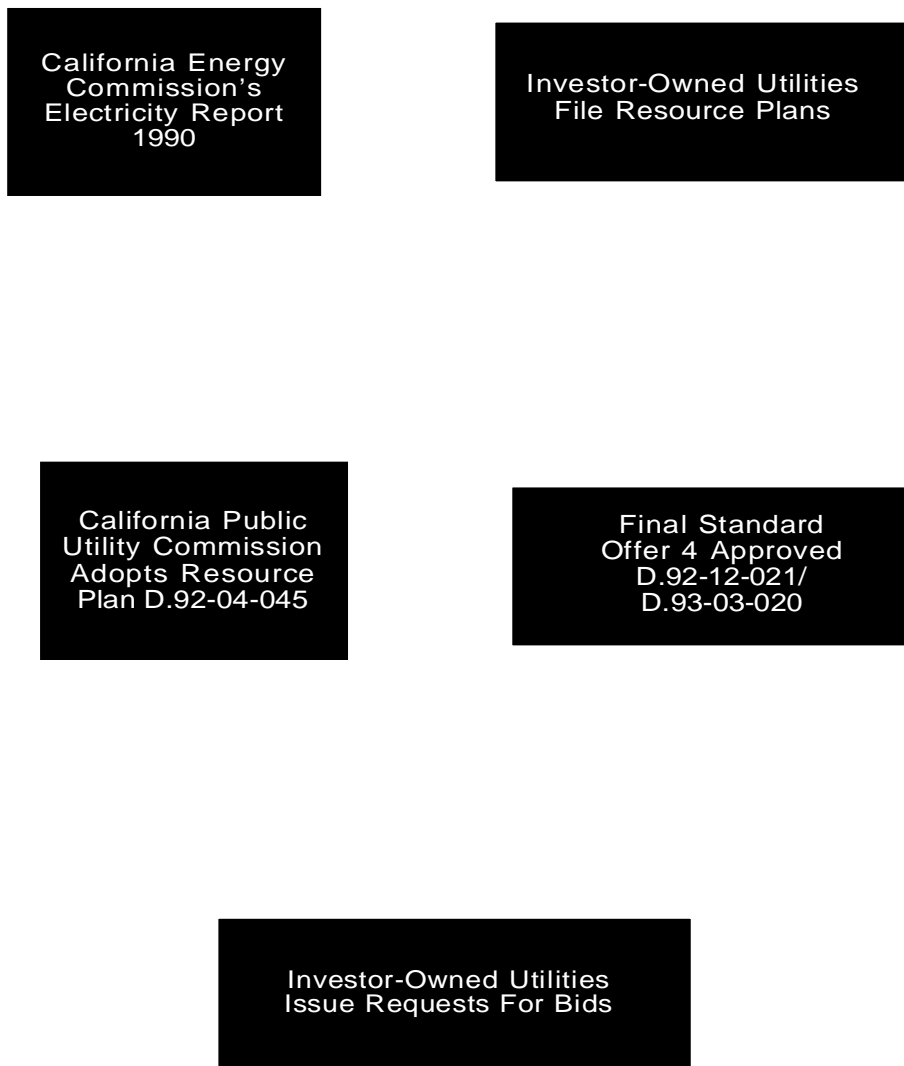 California Energy
Commission's
Electricity Report
1990
Investor-Owned Utilities
File Resource Plans
California Public
Utility Commission
Adopts Resource
Plan D.92-04-045
Final Standard
Offer 4 Approved
D.92-12-021/
D.93-03-020
Investor-Owned Utilities
Issue Requests For Bids